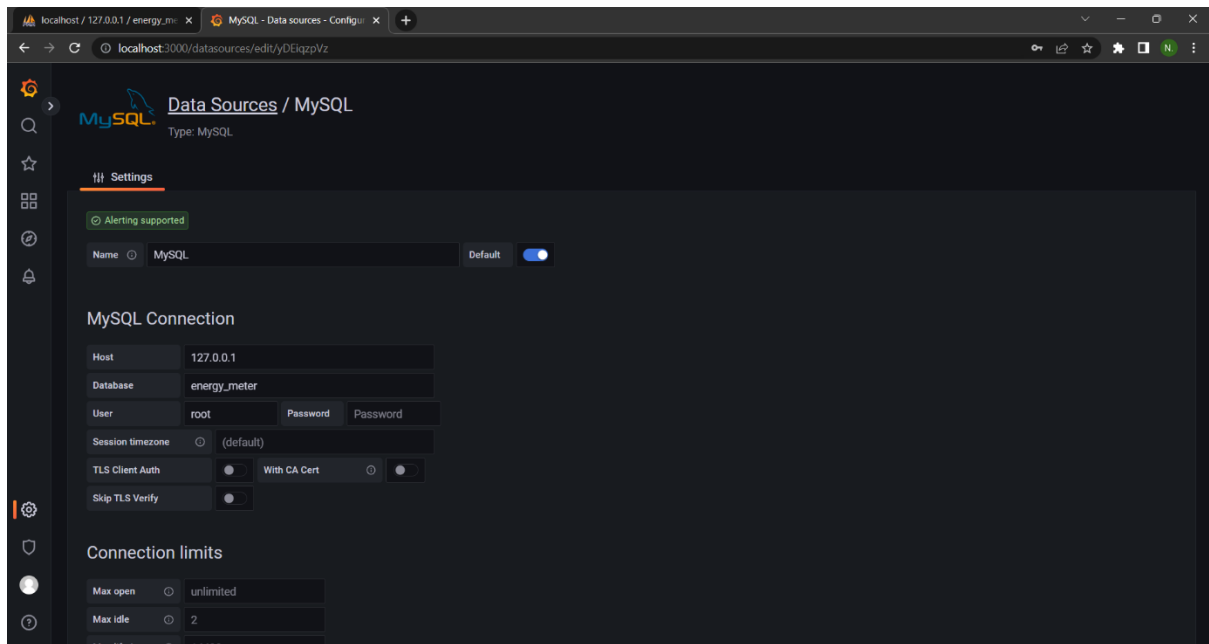 localhost / 127.0.0.1 / energy_me
MySQL - Data sources - Configur
localhost:3000/datasources/edit/yDEiqzpVz
N.
MySQL.
Data Sources / MySQL
Type: MySQL
Settings
Alerting supported
Name MySQL Default
MySQL Connection
Host 127.0.0.1
Database energy_meter
User root Password Password
Session timezone (default)
TLS Client Auth With CA Cert
Skip TLS Verify
Connection limits
Max open unlimited
Max idle 2